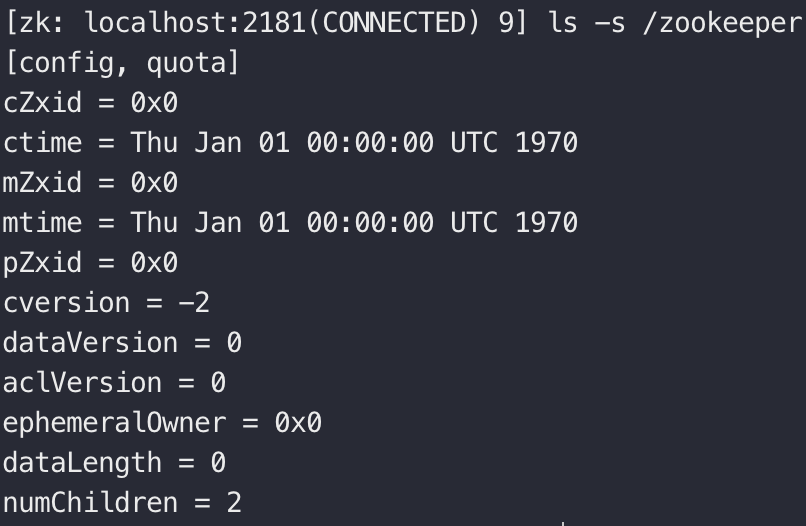 [zk: localhost:2181(CONNECTED) 9] ls -s /zookeeper
[config, quota]
cZxid = 0x0
ctime = Thu Jan 01 00:00:00 UTC 1970
mZxid = 0x0
mtime = Thu Jan 01 00:00:00 UTC 1970
pZxid = 0x0
cversion = -2
dataVersion = 0
aclVersion = 0
ephemeralOwner = 0x0
dataLength = 0
numChildren = 2